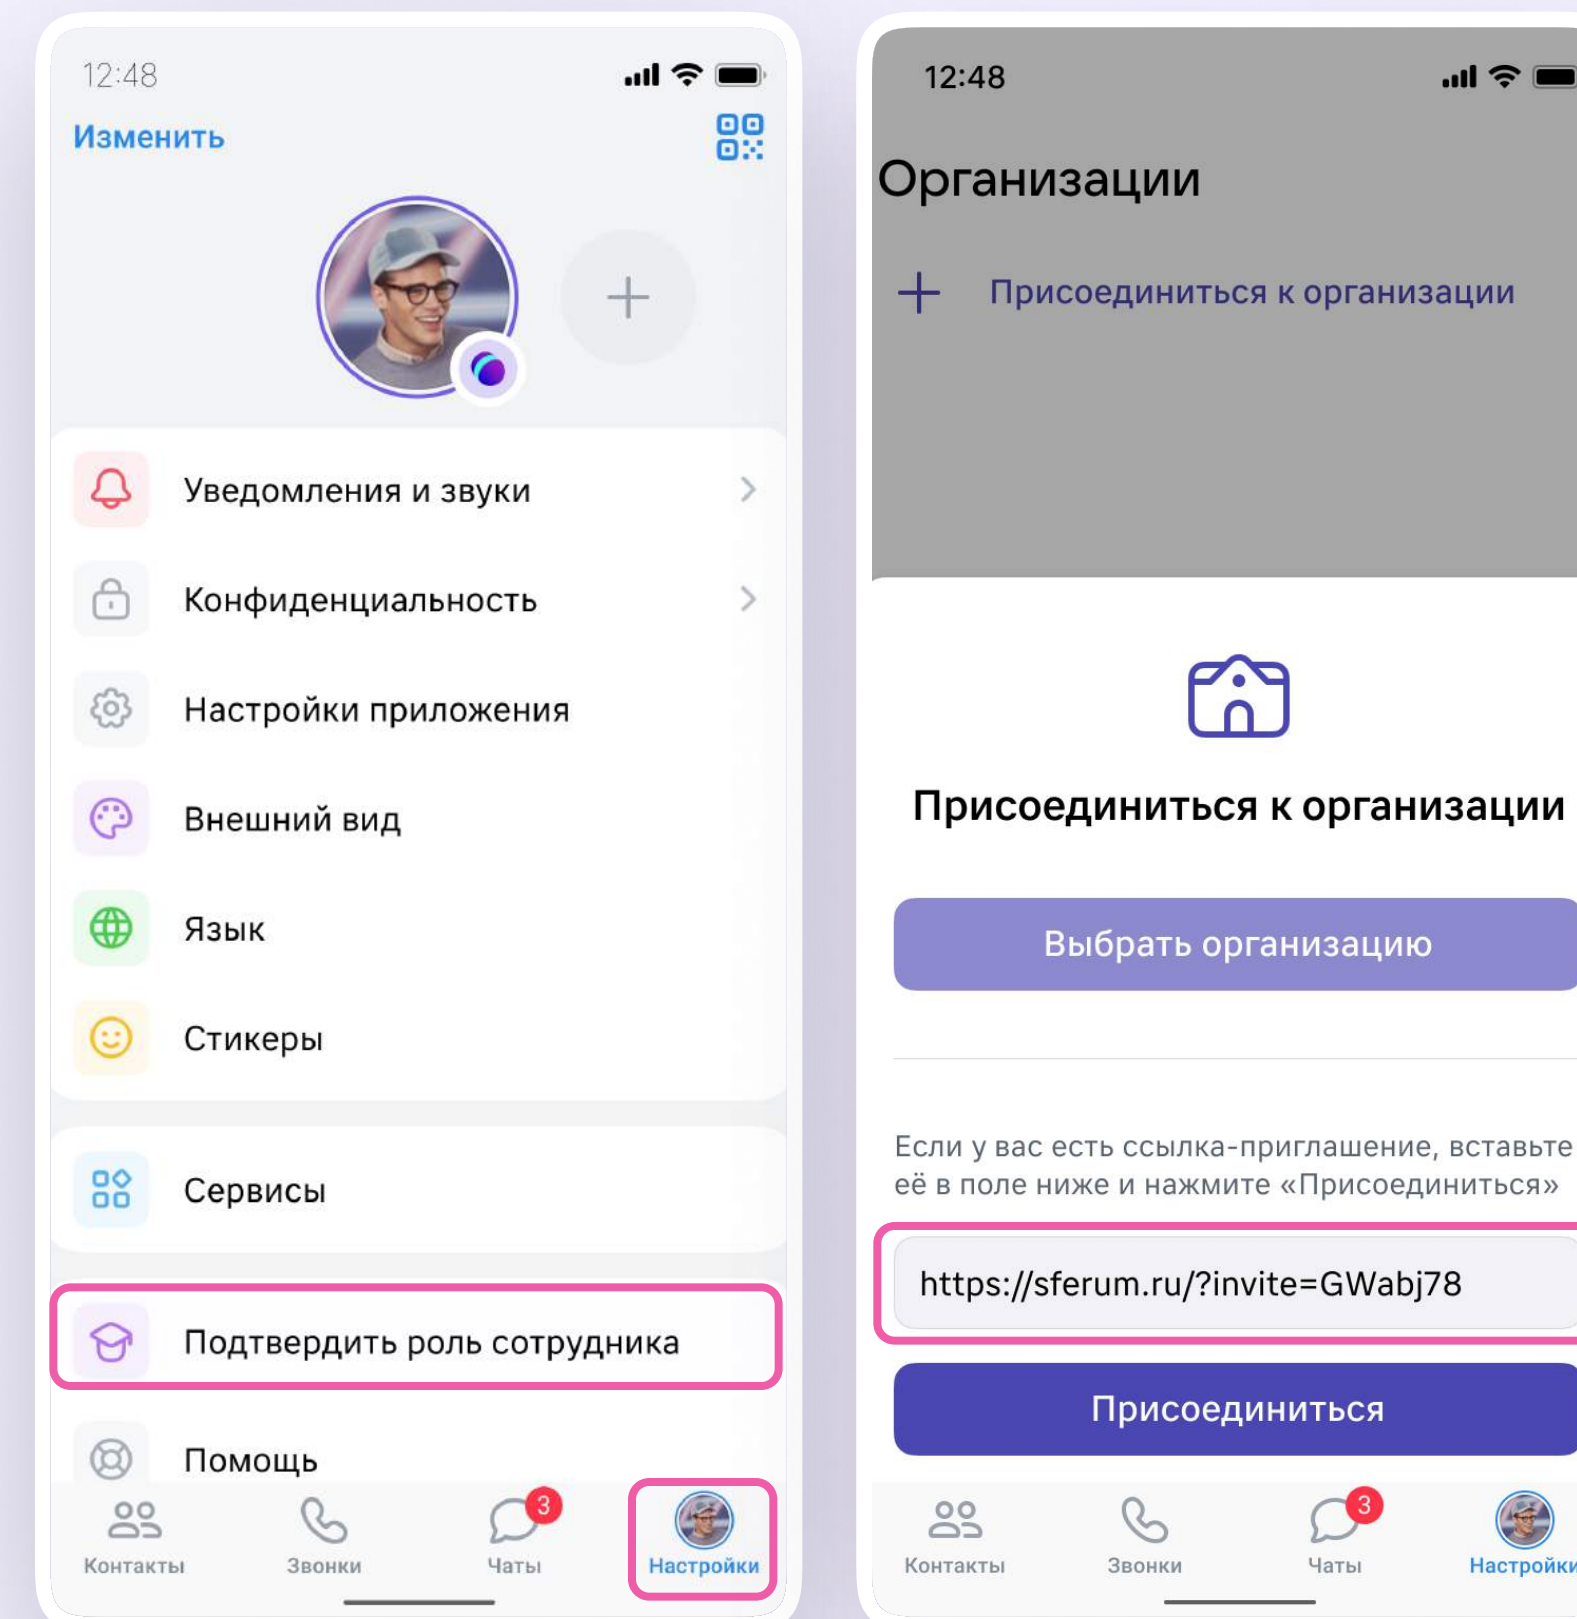 12:48
Изменить
Уведомления и звуки
Конфиденциальность
Настройки приложения
Внешний вид
Язык
Стикеры
Сервисы
Подтвердить роль сотрудника
Помощь
3
Контакты
Звонки
Чаты
Настройки
12:48
Организации
Присоединиться к организации
Присоединиться к организации
Выбрать организацию
Если у вас есть ссылка-приглашение, вставьте
её в поле ниже и нажмите «Присоединиться»
https://sferum.ru/?invite=GWabj78
Присоединиться
3
Контакты
Звонки
Чаты
Настройки